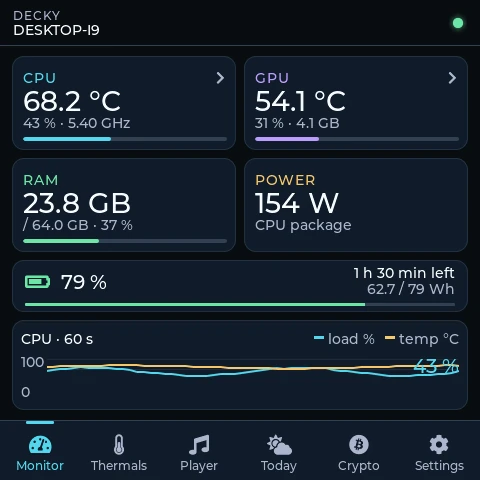 DECKY
DESKTOP-I9
CPU
68.2 °C
43 % · 5.40 GHz
GPU
54.1 °C
31 % · 4.1 GB
RAM
23.8 GB
/ 64.0 GB · 37 %
POWER
154 W
CPU package
79 %
1 h 30 min left
62.7 / 79 Wh
CPU · 60 s
load %
temp °C
100
43 %
0
Monitor
Thermals
Player
Today
Crypto
Settings